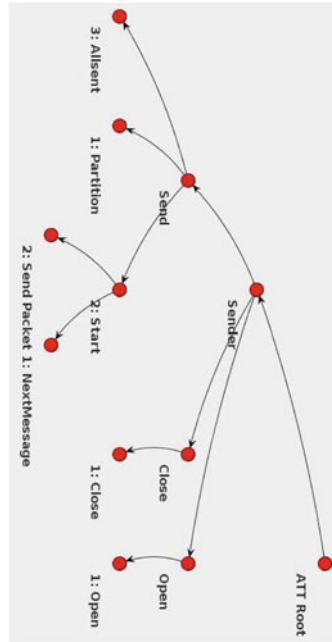 ATT Root
Sender
Open
Close
Send
1: Open
1: Close
2: Start
1: Partition
3: Allsent
1: NextMessage
2: Send Packet